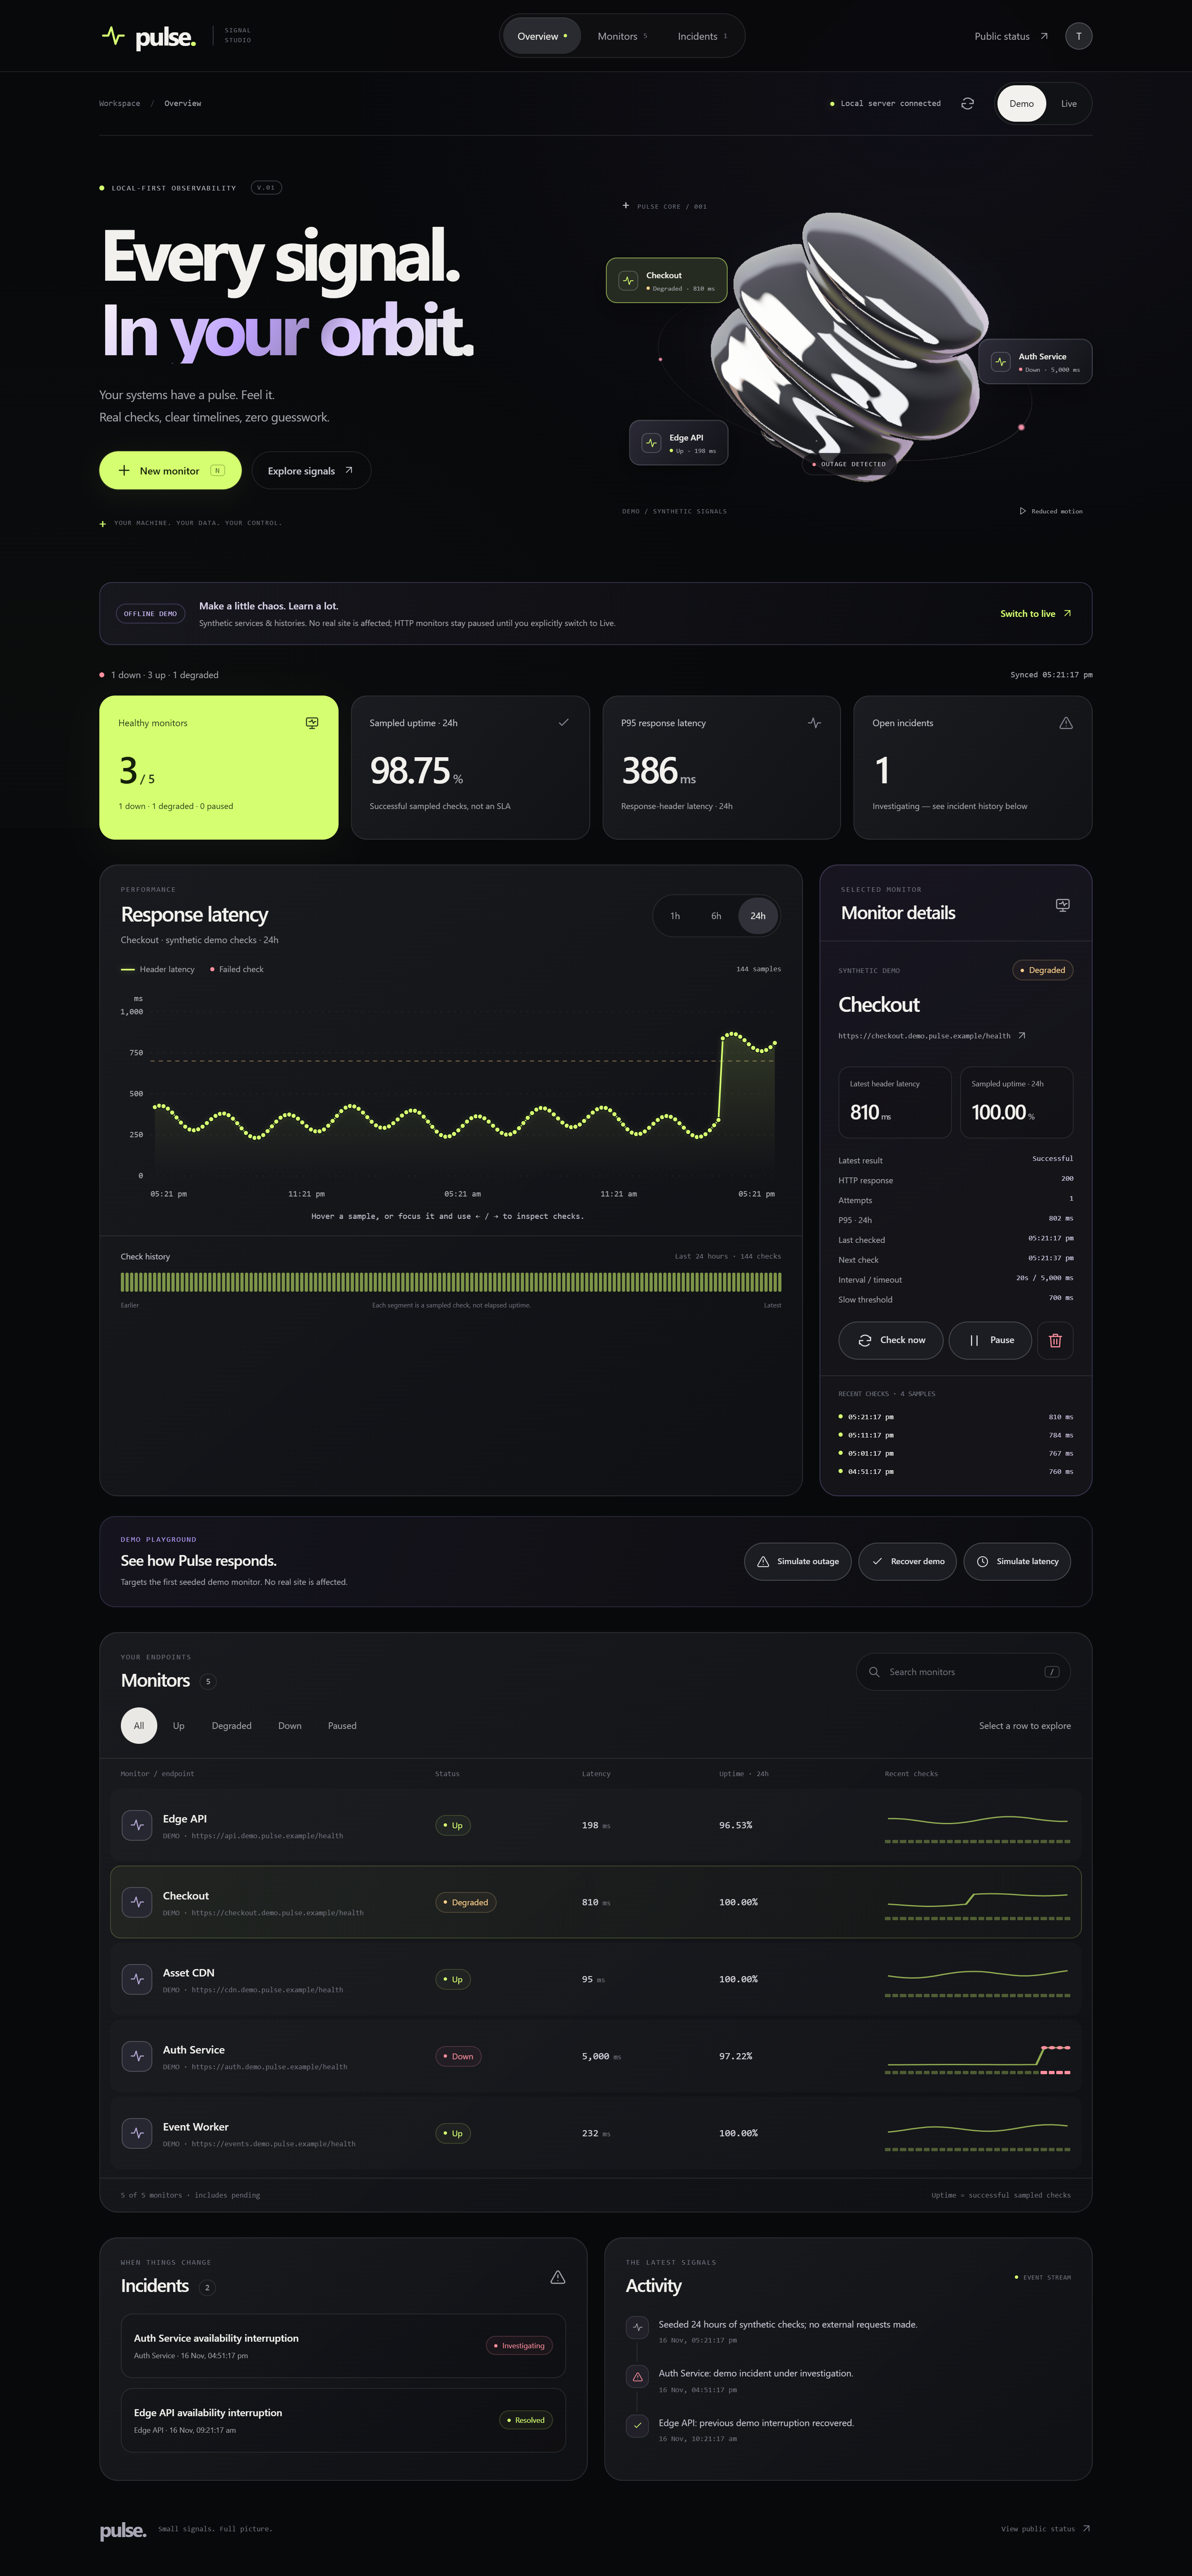 pulse.
SIGNAL
STUDIO
Overview
Monitors 5
Incidents 1
Public status
T
Workspace / Overview
Local server connected
Demo
Live
LOCAL-FIRST OBSERVABILITY
V.01
Every signal.
In your orbit.
Your systems have a pulse. Feel it.
Real checks, clear timelines, zero guesswork.
New monitor N
Explore signals
YOUR MACHINE. YOUR DATA. YOUR CONTROL.
PULSE CORE / 001
Checkout
Degraded · 810 ms
Auth Service
Down · 5,000 ms
Edge API
Up · 198 ms
OUTAGE DETECTED
DEMO / SYNTHETIC SIGNALS
Reduced motion
OFFLINE DEMO
Make a little chaos. Learn a lot.
Synthetic services & histories. No real site is affected; HTTP monitors stay paused until you explicitly switch to Live.
Switch to live
1 down · 3 up · 1 degraded
Synced 05:21:17 pm
Healthy monitors
3 / 5
1 down · 1 degraded · 0 paused
Sampled uptime · 24h
98.75 %
Successful sampled checks, not an SLA
P95 response latency
386 ms
Response-header latency · 24h
Open incidents
1
Investigating — see incident history below
PERFORMANCE
Response latency
Checkout · synthetic demo checks · 24h
1h
6h
24h
Header latency
Failed check
144 samples
ms
1,000
750
500
250
0
05:21 pm
11:21 pm
05:21 am
11:21 am
05:21 pm
Hover a sample, or focus it and use ← / → to inspect checks.
Check history
Last 24 hours · 144 checks
Earlier
Each segment is a sampled check, not elapsed uptime.
Latest
SELECTED MONITOR
Monitor details
SYNTHETIC DEMO
Degraded
Checkout
https://checkout.demo.pulse.example/health
Latest header latency
810 ms
Sampled uptime · 24h
100.00 %
Latest result Successful
HTTP response 200
Attempts 1
P95 · 24h 802 ms
Last checked 05:21:17 pm
Next check 05:21:37 pm
Interval / timeout 20s / 5,000 ms
Slow threshold 700 ms
Check now
Pause
RECENT CHECKS · 4 SAMPLES
05:21:17 pm 810 ms
05:11:17 pm 784 ms
05:01:17 pm 767 ms
04:51:17 pm 760 ms
DEMO PLAYGROUND
See how Pulse responds.
Targets the first seeded demo monitor. No real site is affected.
Simulate outage
Recover demo
Simulate latency
YOUR ENDPOINTS
Monitors 5
Search monitors /
All
Up
Degraded
Down
Paused
Select a row to explore
Monitor / endpoint
Status
Latency
Uptime · 24h
Recent checks
Edge API
DEMO · https://api.demo.pulse.example/health
Up
198 ms
96.53%
Checkout
DEMO · https://checkout.demo.pulse.example/health
Degraded
810 ms
100.00%
Asset CDN
DEMO · https://cdn.demo.pulse.example/health
Up
95 ms
100.00%
Auth Service
DEMO · https://auth.demo.pulse.example/health
Down
5,000 ms
97.22%
Event Worker
DEMO · https://events.demo.pulse.example/health
Up
232 ms
100.00%
5 of 5 monitors · includes pending
Uptime = successful sampled checks
WHEN THINGS CHANGE
Incidents 2
Auth Service availability interruption
Auth Service · 16 Nov, 04:51:17 pm
Investigating
Edge API availability interruption
Edge API · 16 Nov, 09:21:17 am
Resolved
THE LATEST SIGNALS
Activity
EVENT STREAM
Seeded 24 hours of synthetic checks; no external requests made.
16 Nov, 05:21:17 pm
Auth Service: demo incident under investigation.
16 Nov, 04:51:17 pm
Edge API: previous demo interruption recovered.
16 Nov, 10:21:17 am
pulse.
Small signals. Full picture.
View public status